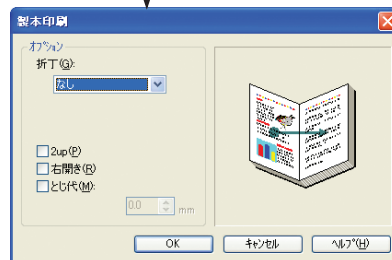 製本印刷
オプション
折丁(G):
なし
2up(P)
右開き(R)
とじ代(M):
0.0 mm
OK キャンセル ヘルプ(H)